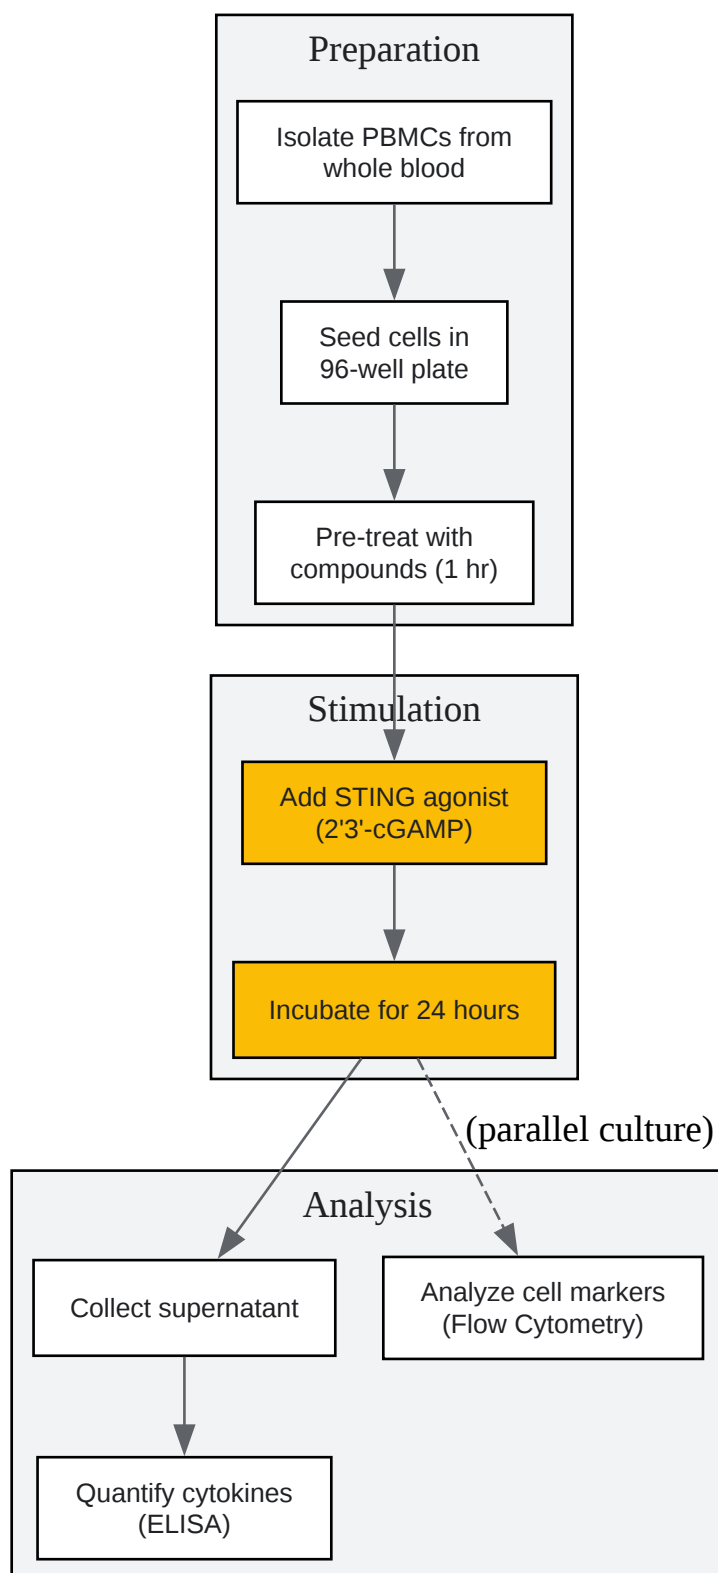 Preparation
Isolate PBMCs from
whole blood
Seed cells in
96-well plate
Pre-treat with
compounds (1 hr)
Stimulation
Add STING agonist
(2'3'-cGAMP)
Incubate for 24 hours
(parallel culture)
Analysis
Collect supernatant
Analyze cell markers
(Flow Cytometry)
Quantify cytokines
(ELISA)